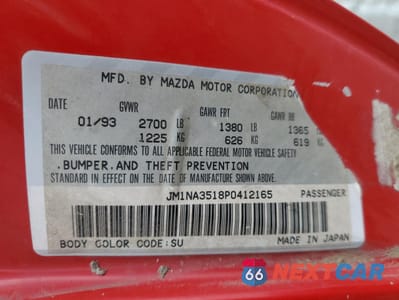 MFD. BY MAZDA MOTOR CORPORATION
DATE GVWR GAWR FRT GAWR RR
01/93 2700 LB 1380 LB 1365
1225 KG 626 KG 619 KG
THIS VEHICLE CONFORMS TO ALL APPLICABLE FEDERAL MOTOR VEHICLE SAFETY
.BUMPER.AND THEFT PREVENTION
STANDARD IN EFFECT ON THE DATE OF MANUFACTURE SHOWN ABOVE.
JM1NA3518P0412165 PASSENGER
BODY COLOR CODE:SU MADE IN JAPAN
66 NEXTCAR